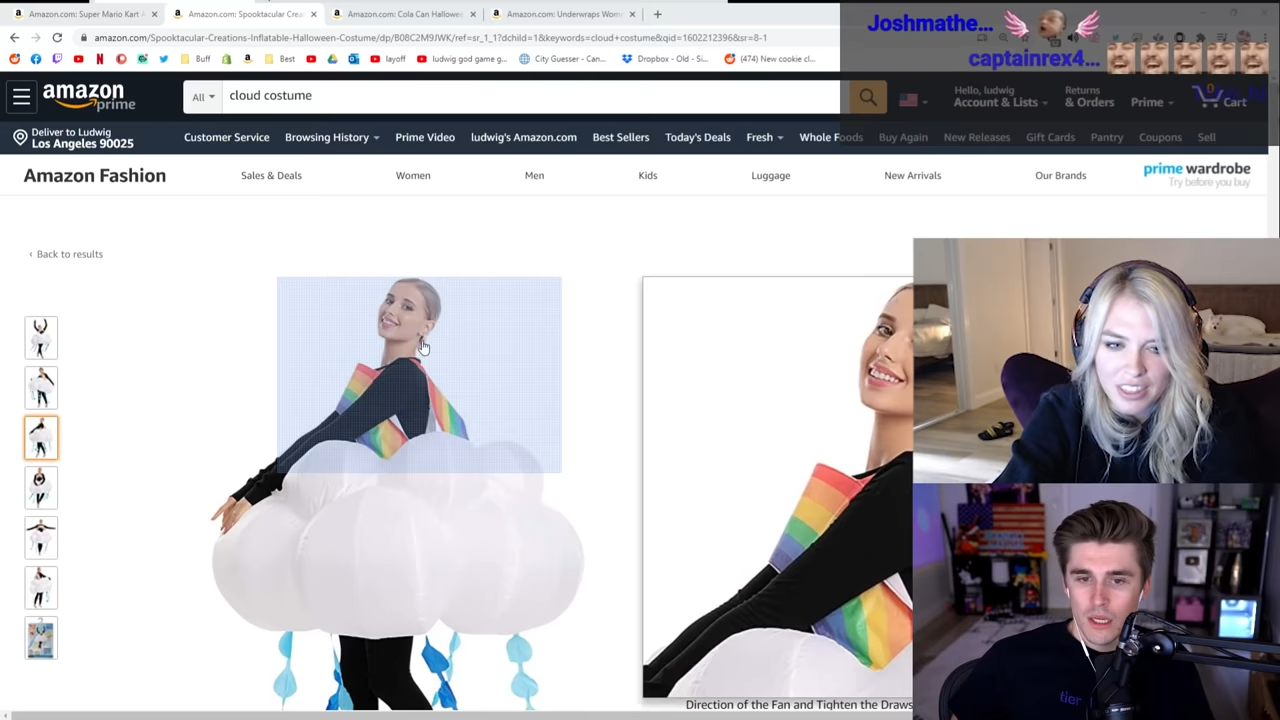 Amazon.com: Super Mario Kart A
Amazon.com: Spooktacular Crea
Amazon.com: Cola Can Hallowee
Amazon.com: Underwraps Wom
Joshmathe...
captainrex4...
amazon.com/Spooktacular-Creations-Inflatable-Halloween-Costume/dp/B08C2M9JWK/ref=sr_1_1?dchild=1&keywords=cloud+costume&qid=1602212396&sr=8-1
Buff
Best
layoff
ludwig god game g...
City Guesser - Can...
Dropbox - Old - Si...
(474) New cookie cl...
amazon prime
All
cloud costume
Hello, ludwig
Account & Lists
Returns
& Orders
Prime
0
Cart
Deliver to Ludwig
Los Angeles 90025
Customer Service
Browsing History
Prime Video
ludwig's Amazon.com
Best Sellers
Today's Deals
Fresh
Whole Foods
Buy Again
New Releases
Gift Cards
Pantry
Coupons
Sell
Amazon Fashion
Sales & Deals
Women
Men
Kids
Luggage
New Arrivals
Our Brands
prime wardrobe
Try before you buy
‹ Back to results
Direction of the Fan and Tighten the Draws
tier